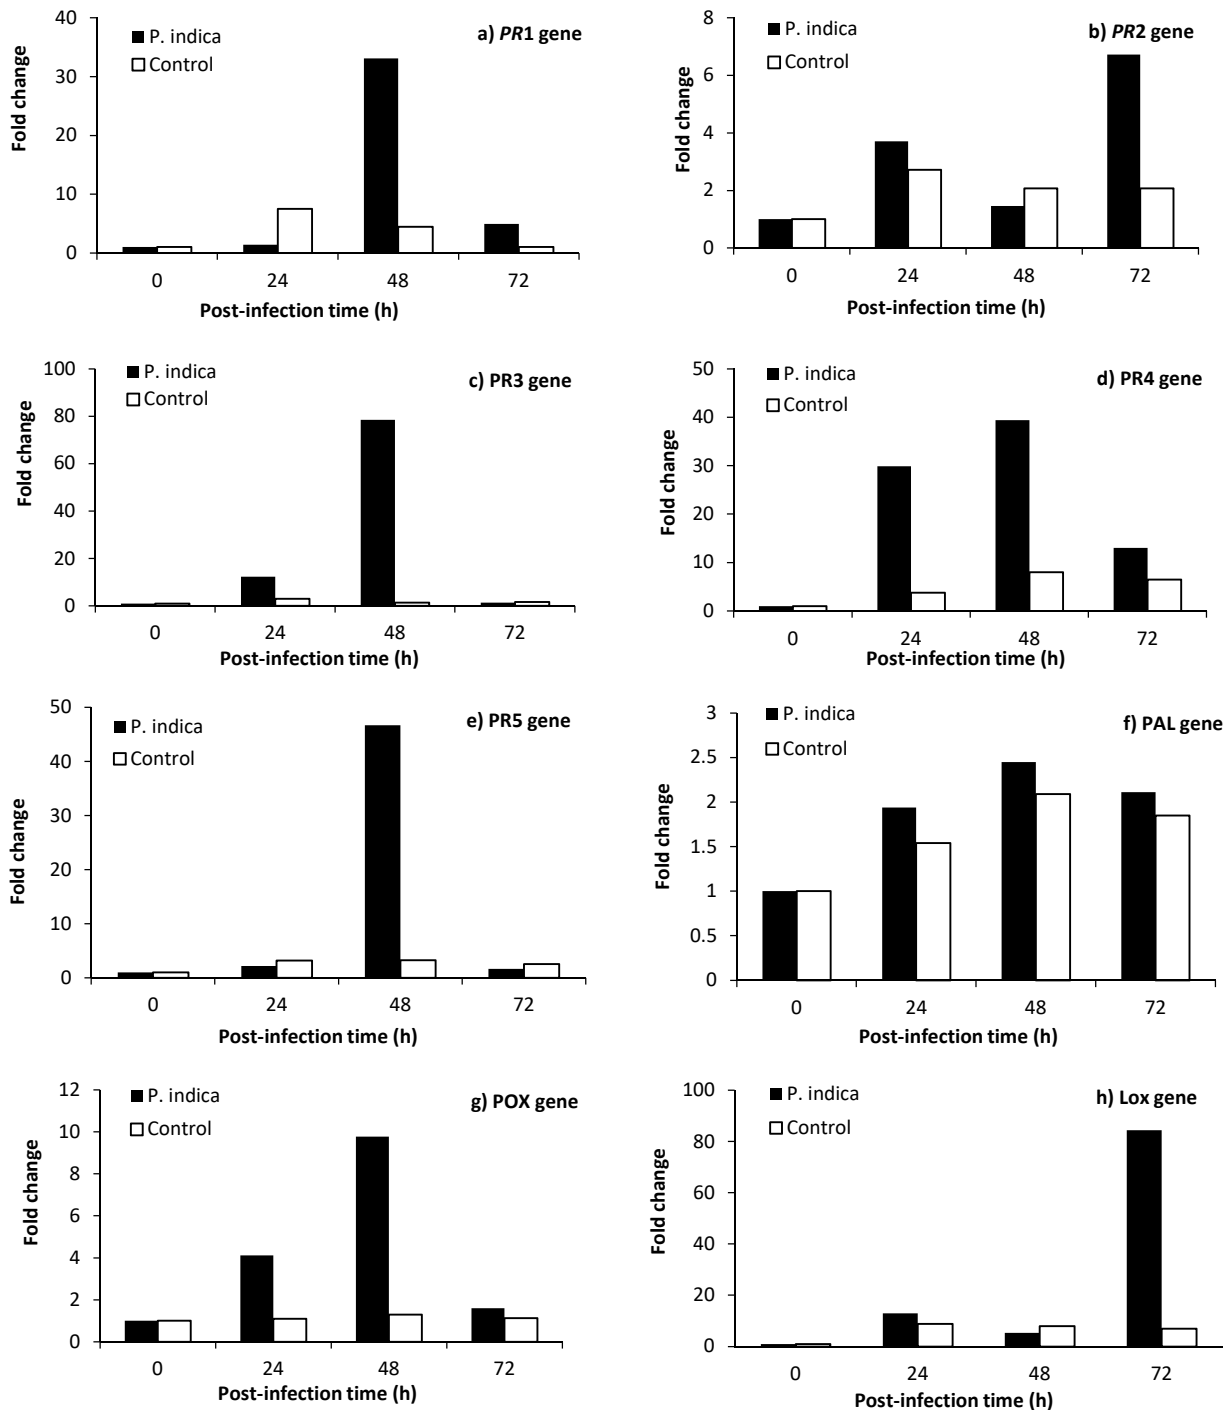 a) PR1 gene
P. indica
Control
Fold change
40
30
20
10
0
0 24 48 72
Post-infection time (h)
b) PR2 gene
P. indica
Control
Fold change
8
6
4
2
0
0 24 48 72
Post-infection time (h)
c) PR3 gene
P. indica
Control
Fold change
100
80
60
40
20
0
0 24 48 72
Post-infection time (h)
d) PR4 gene
P. indica
Control
Fold change
50
40
30
20
10
0
0 24 48 72
Post-infection time (h)
e) PR5 gene
P. indica
Control
Fold change
50
40
30
20
10
0
0 24 48 72
Post-infection time (h)
f) PAL gene
P. indica
Control
Fold change
3
2.5
2
1.5
1
0.5
0
0 24 48 72
Post-infection time (h)
g) POX gene
P. indica
Control
Fold change
12
10
8
6
4
2
0
0 24 48 72
Post-infection time (h)
h) Lox gene
P. indica
Control
Fold change
100
80
60
40
20
0
0 24 48 72
Post-infection time (h)